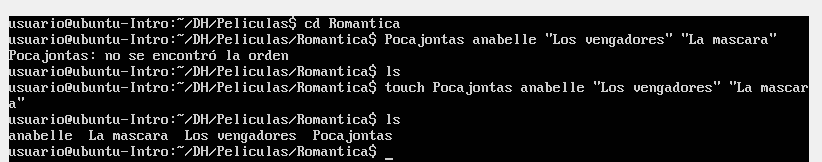 usuario@ubuntu-Intro:~/DH/Peliculas$ cd Romantica
usuario@ubuntu-Intro:~/DH/Peliculas/Romantica$ Pocajontas anabelle "Los vengadores" "La mascara"
Pocajontas: no se encontró la orden
usuario@ubuntu-Intro:~/DH/Peliculas/Romantica$ ls
usuario@ubuntu-Intro:~/DH/Peliculas/Romantica$ touch Pocajontas anabelle "Los vengadores" "La mascar
a"
usuario@ubuntu-Intro:~/DH/Peliculas/Romantica$ ls
anabelle  La mascara  Los vengadores  Pocajontas
usuario@ubuntu-Intro:~/DH/Peliculas/Romantica$ _